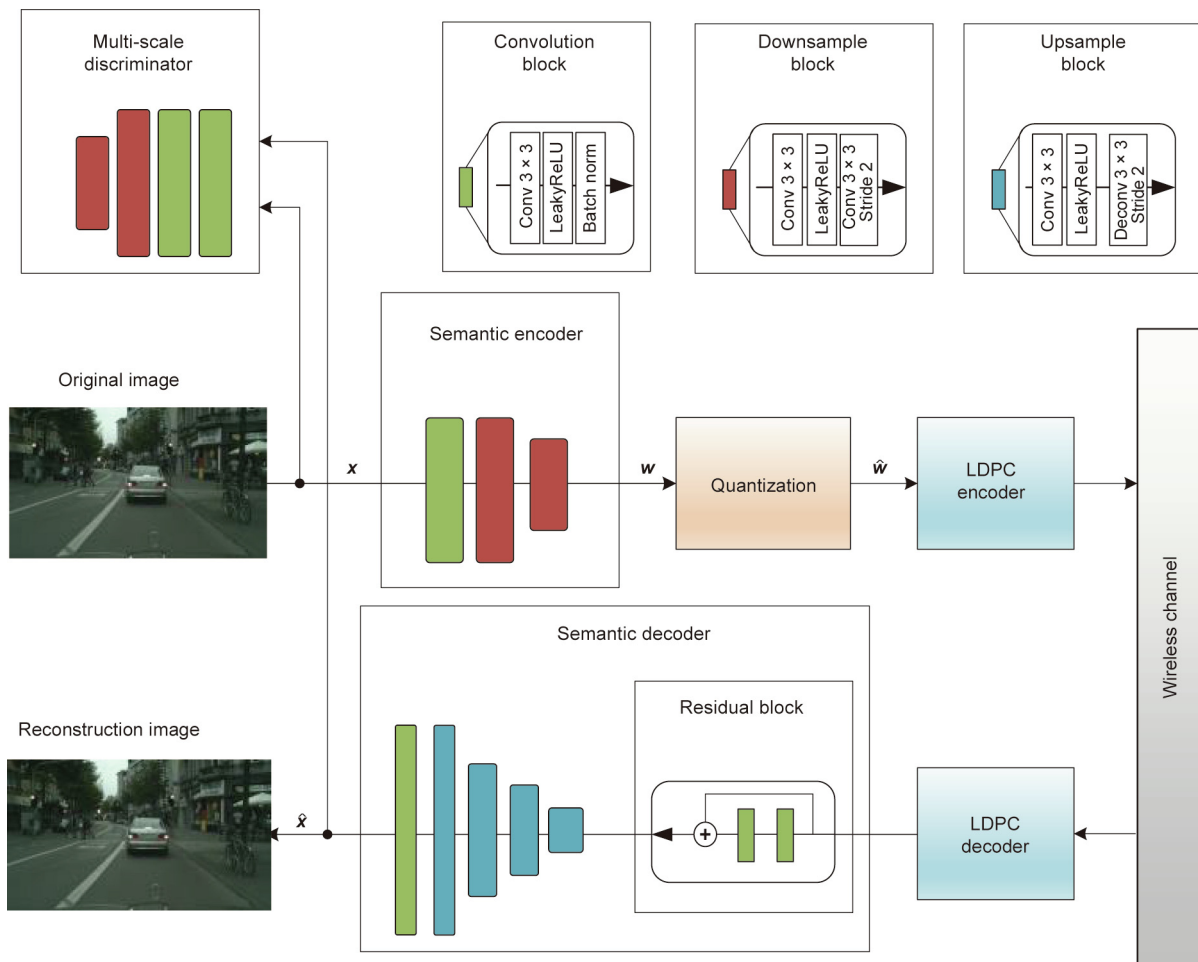 Multi-scale
discriminator
Convolution
block
Conv 3 × 3
LeakyReLU
Batch norm
Downsample
block
Conv 3 × 3
LeakyReLU
Conv 3 × 3
Stride 2
Upsample
block
Conv 3 × 3
LeakyReLU
Deconv 3 × 3
Stride 2
Original image
x
Semantic encoder
w
Quantization
ŵ
LDPC
encoder
Wireless channel
Semantic decoder
Residual block
+
LDPC
decoder
Reconstruction image
x̂